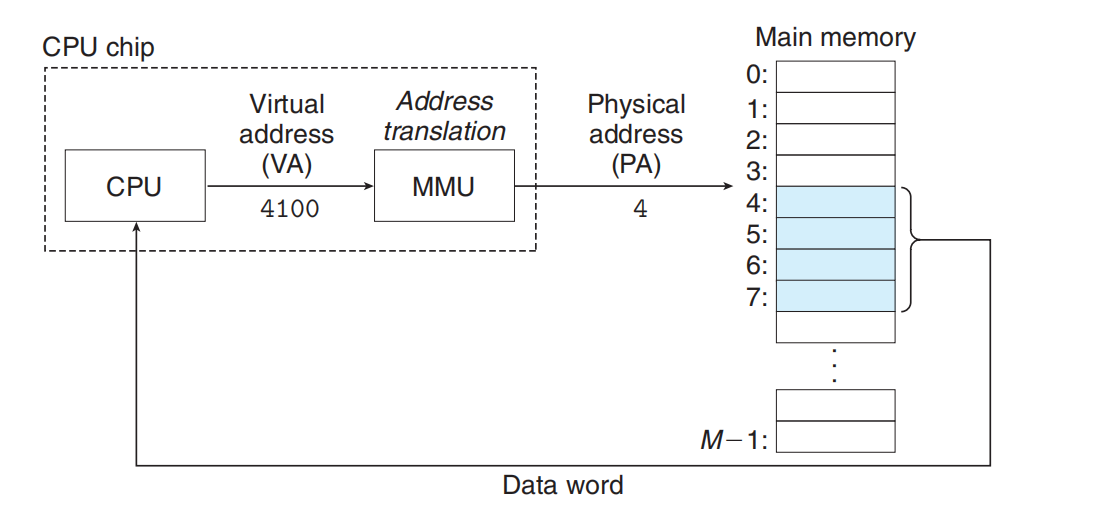 CPU chip
CPU
Virtual
address
(VA)
4100
Address
translation
MMU
Physical
address
(PA)
4
Main memory
0:
1:
2:
3:
4:
5:
6:
7:
M−1:
Data word